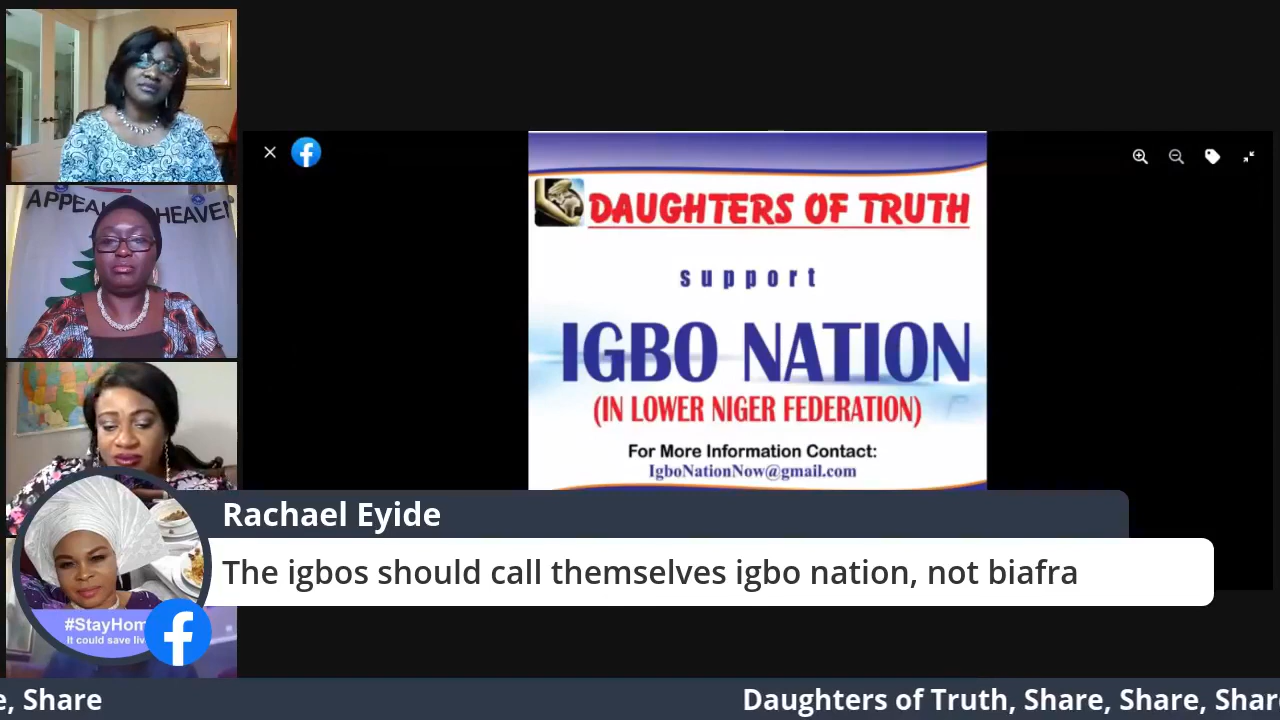 APPEAL HEAVEN
DAUGHTERS OF TRUTH
support
IGBO NATION
(IN LOWER NIGER FEDERATION)
For More Information Contact:
IgboNationNow@gmail.com
Rachael Eyide
The igbos should call themselves igbo nation, not biafra
#StayHom
It could save liv
e, Share
Daughters of Truth, Share, Share, Shar